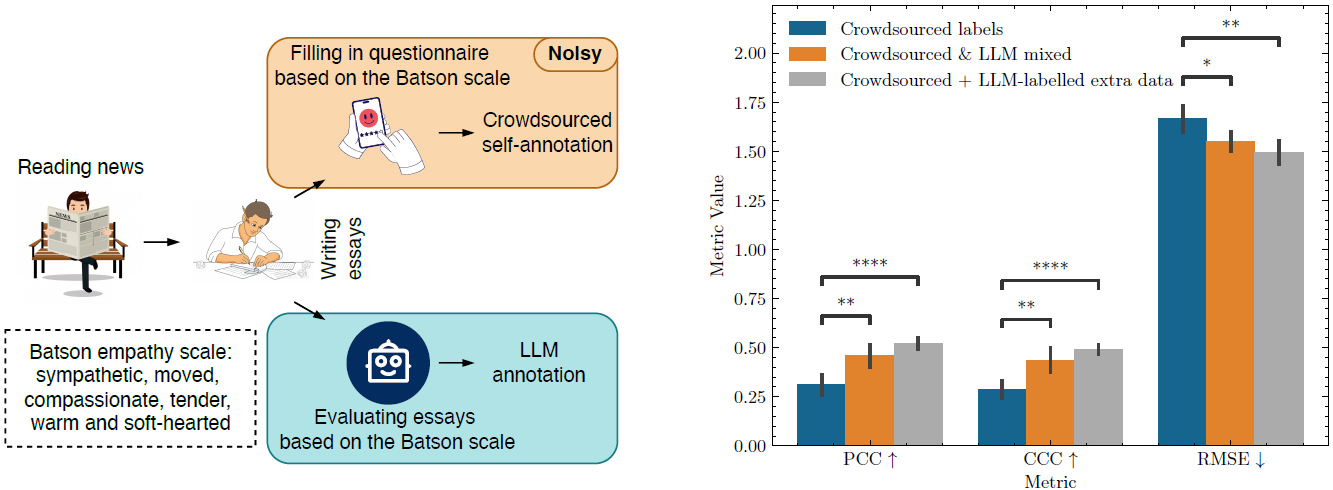 Filling in questionnaire
based on the Batson scale
Noisy
Crowdsourced
self-annotation
Reading news
NEWS
Writing
essays
Batson empathy scale:
sympathetic, moved,
compassionate, tender,
warm and soft-hearted
LLM
annotation
Evaluating essays
based on the Batson scale
Crowdsourced labels
Crowdsourced & LLM mixed
Crowdsourced + LLM-labelled extra data
**
*
****
**
****
**
Metric Value
2.00
1.75
1.50
1.25
1.00
0.75
0.50
0.25
0.00
PCC ↑
CCC ↑
RMSE ↓
Metric